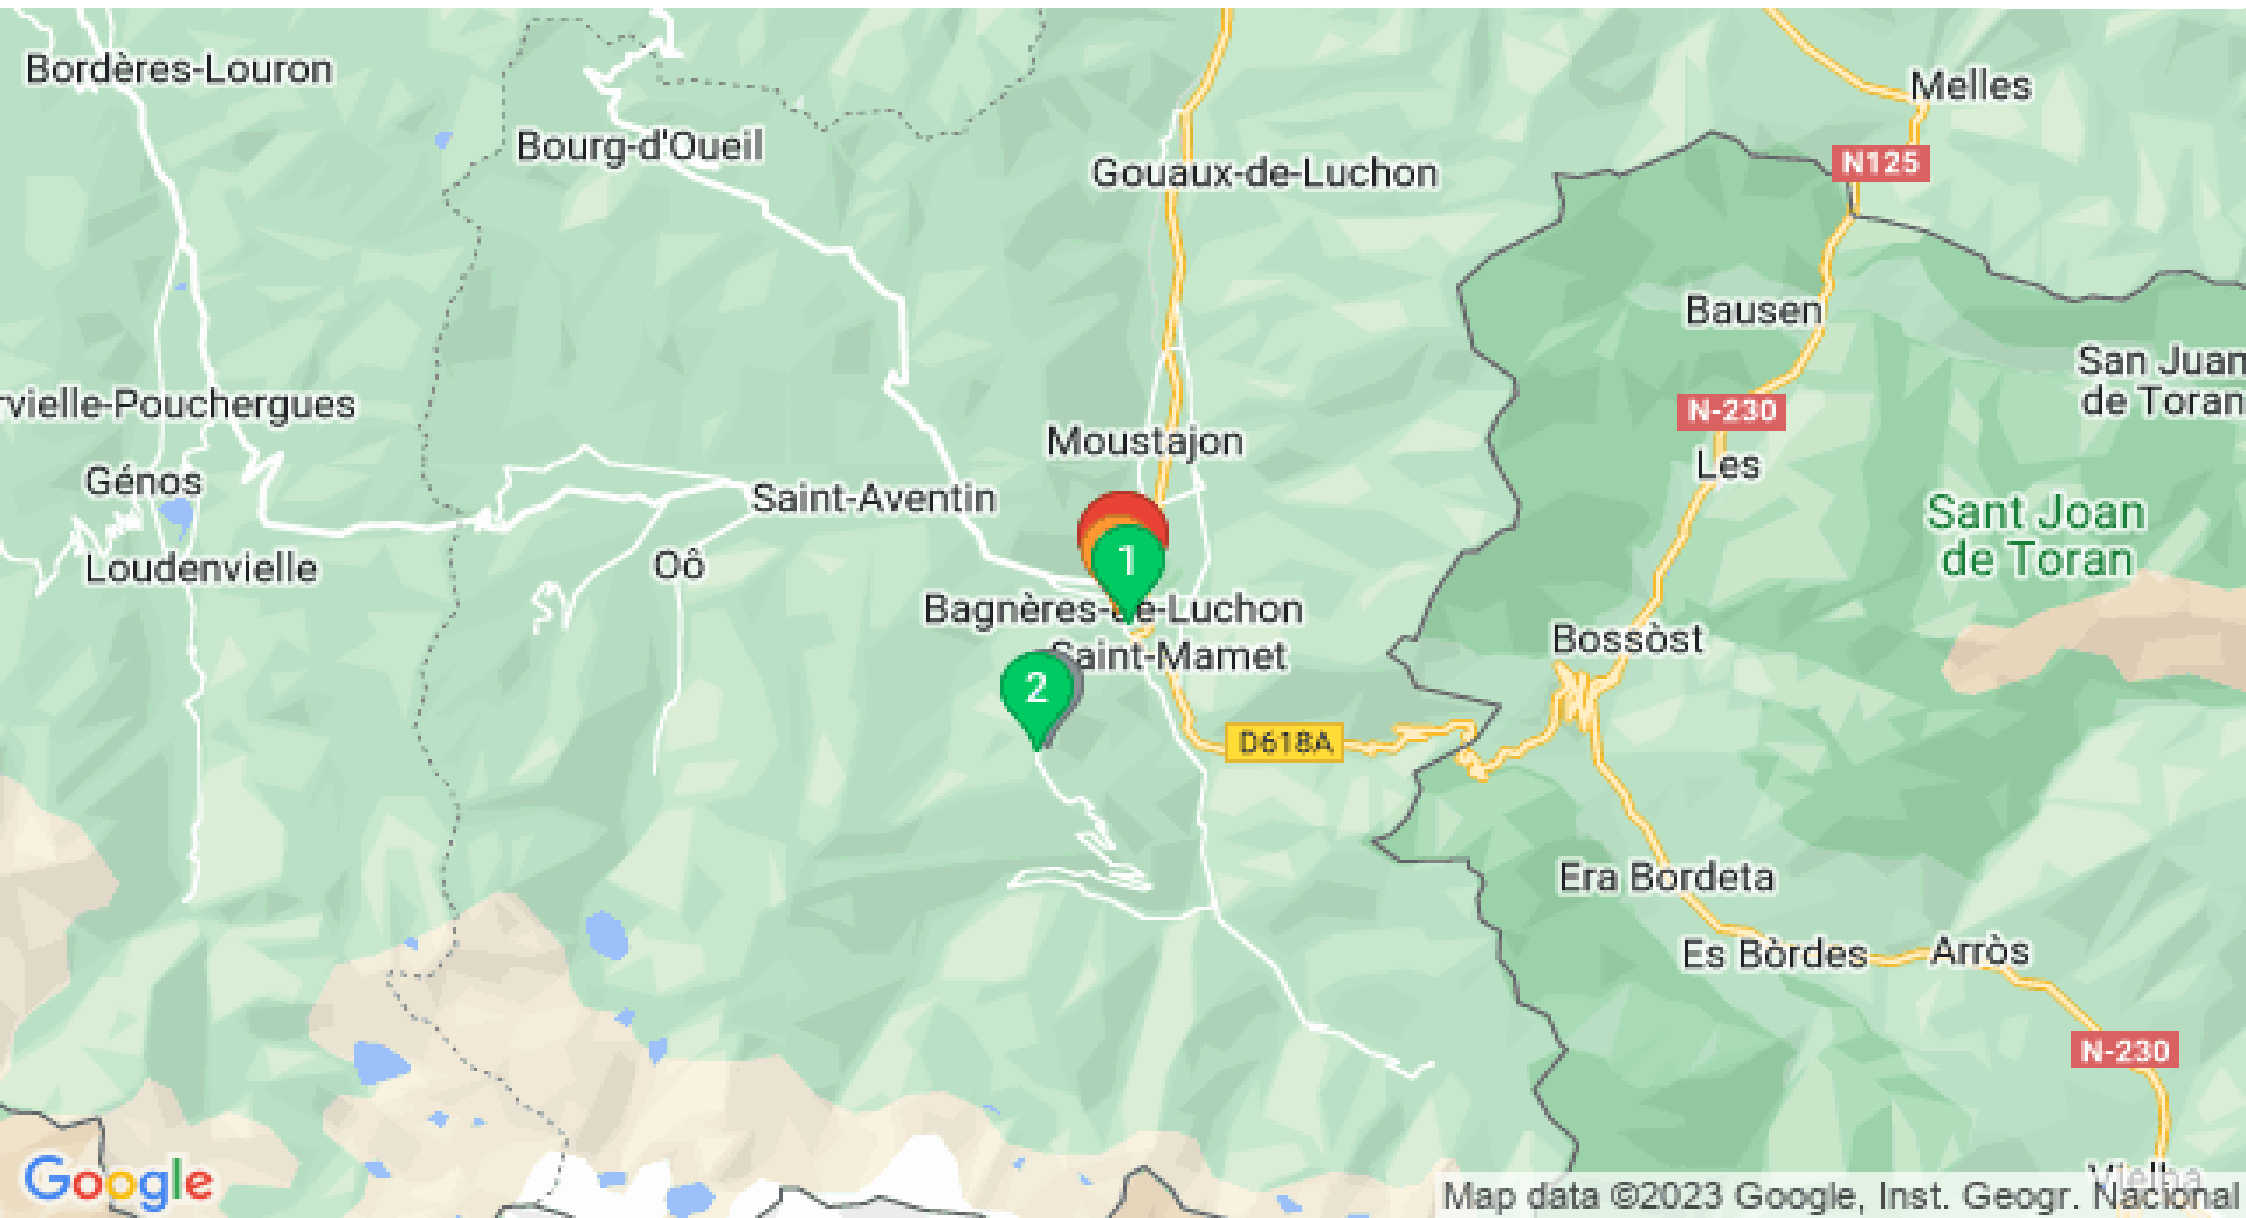 Bordères-Louron
Melles
Bourg-d'Oueil
N125
Gouaux-de-Luchon
Bausen
San Juan
de Toran
rvielle-Pouchergues
N-230
Moustajon
Les
Génos
Saint-Aventin
Sant Joan
de Toran
Loudenvielle
Oô
1
Bagnères-de-Luchon
Bossòst
Saint-Mamet
2
D618A
Era Bordeta
Es Bòrdes
Arròs
N-230
Vielha
Google
Map data ©2023 Google, Inst. Geogr. Nacional